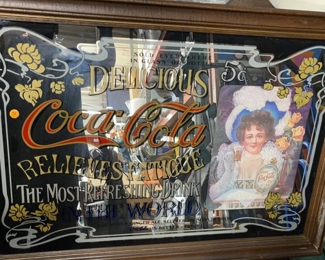 DELICIOUS 5¢
Coca-Cola
RELIEVES FATIGUE
THE MOST REFRESHING DRINK
IN THE WORLD